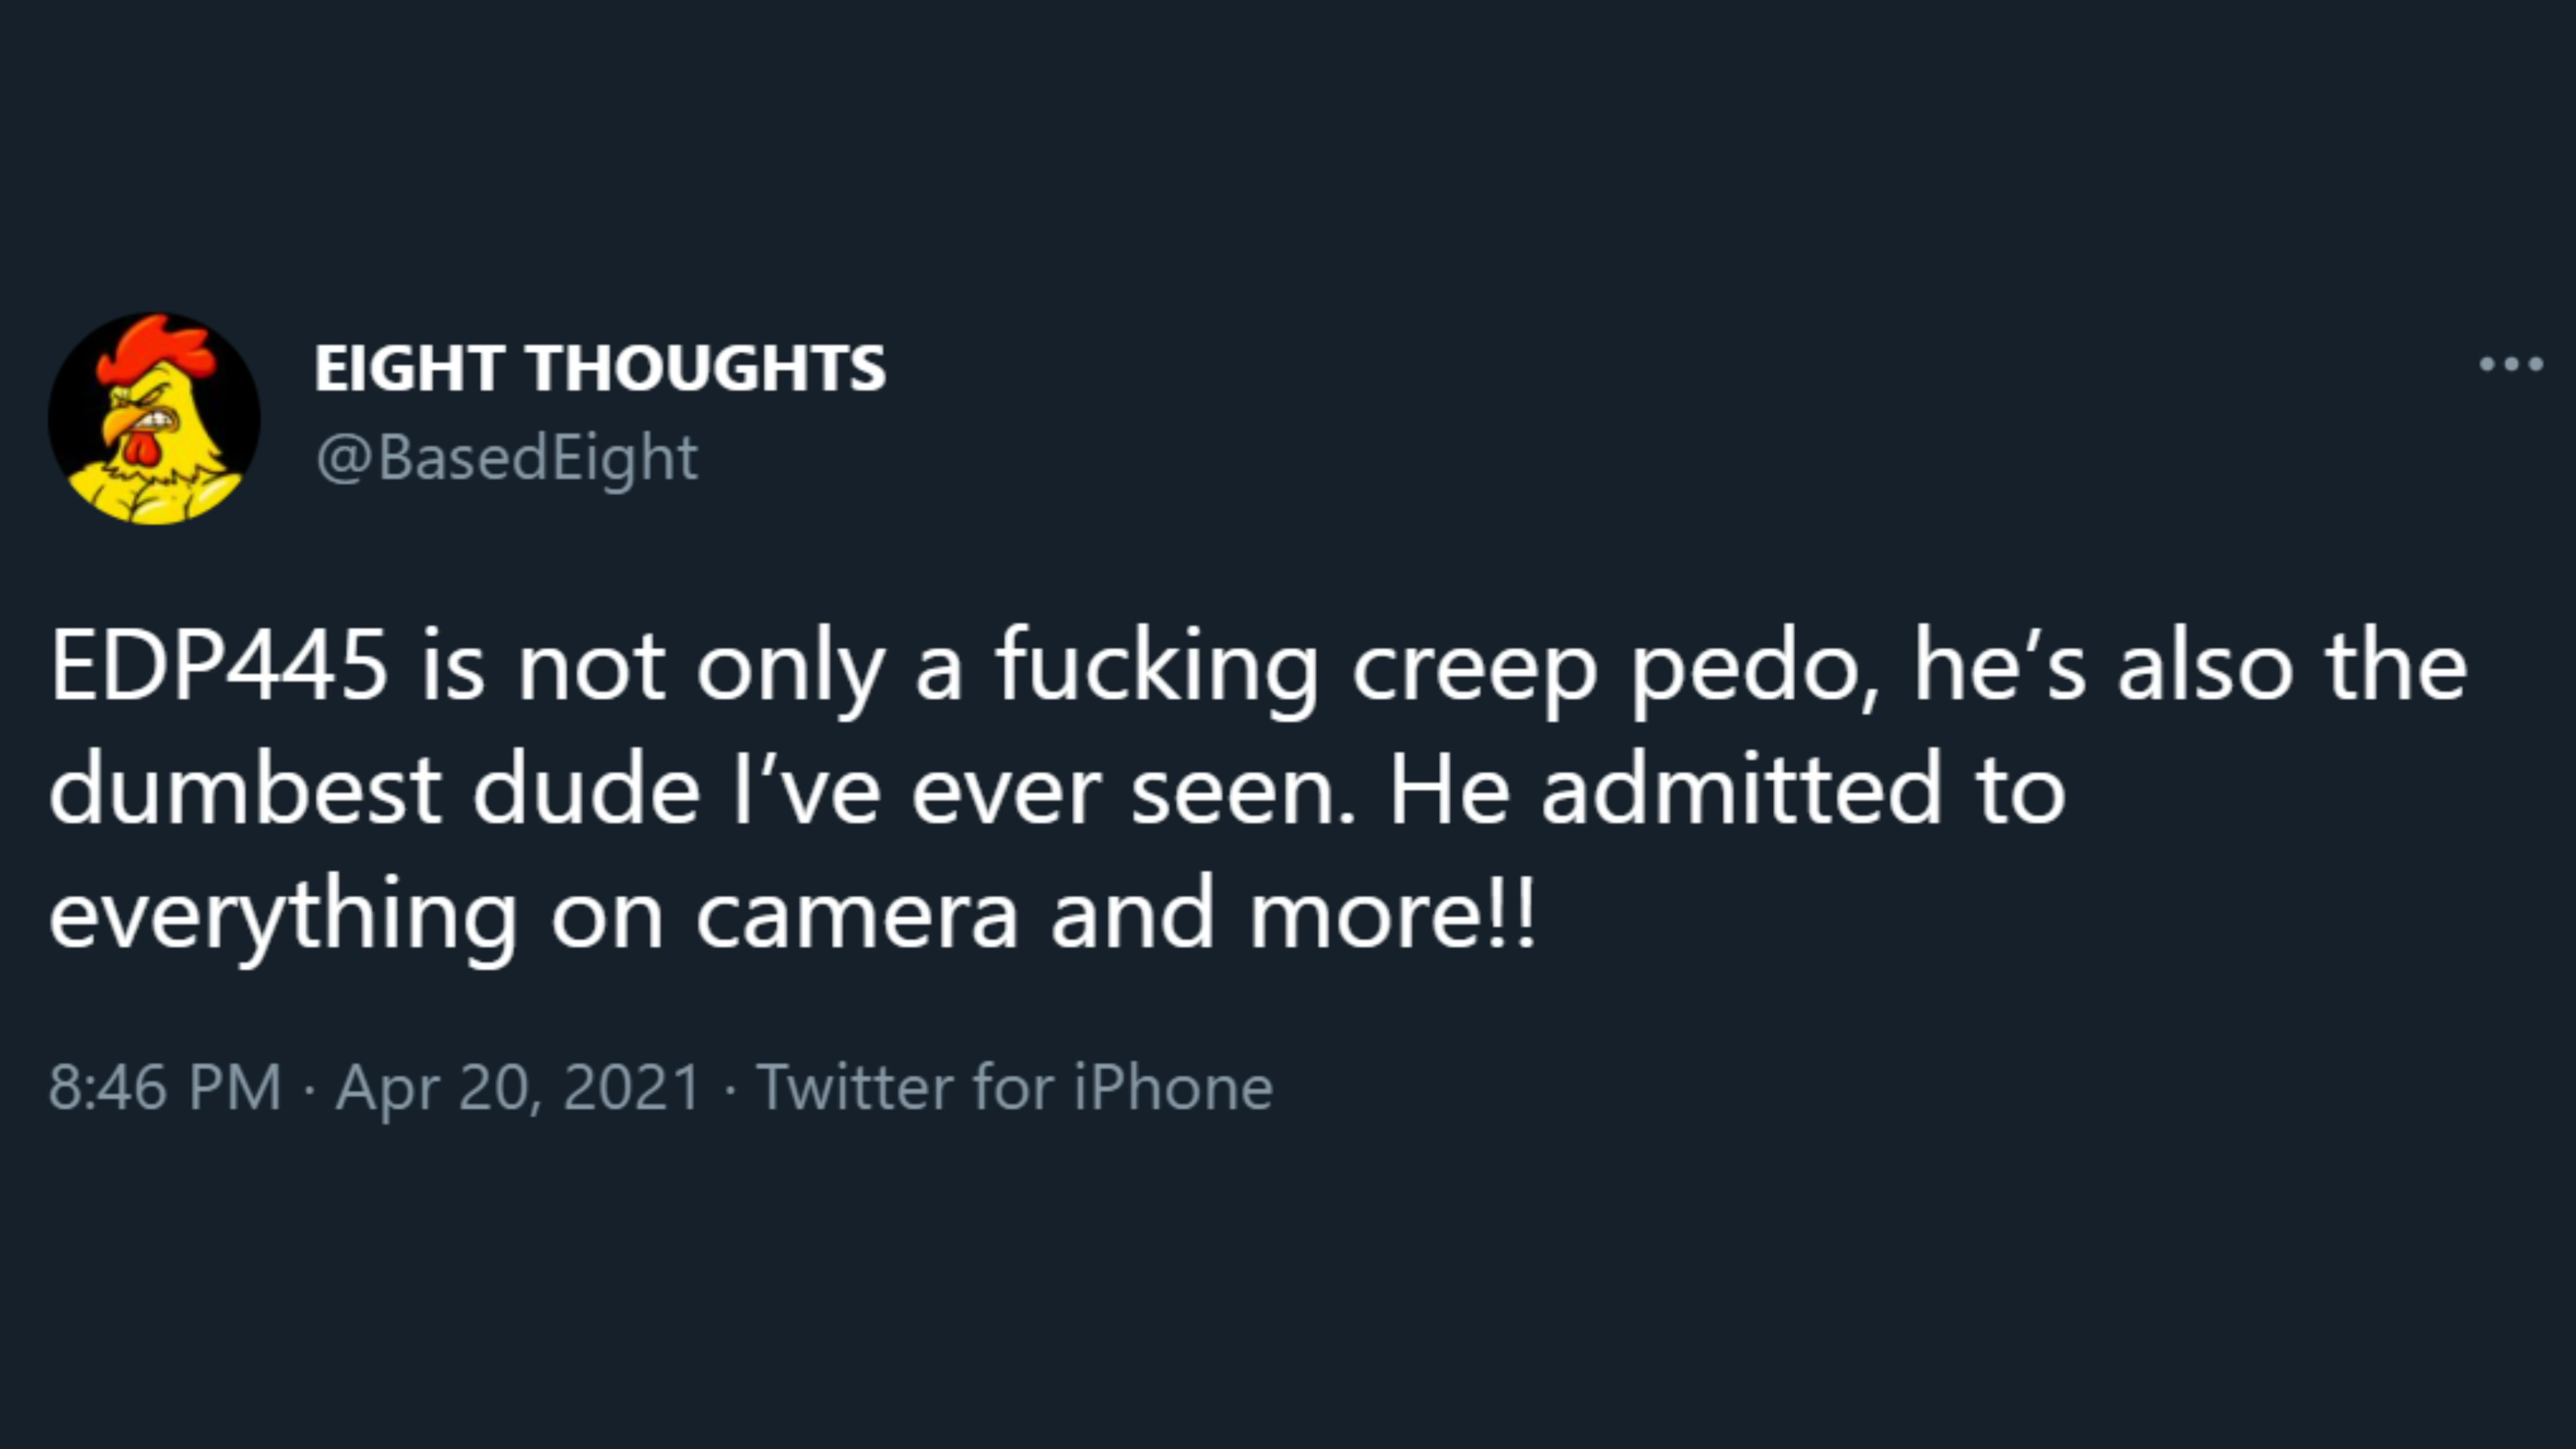 EIGHT THOUGHTS
@BasedEight
EDP445 is not only a fucking creep pedo, he’s also the
dumbest dude I’ve ever seen. He admitted to
everything on camera and more!!
8:46 PM · Apr 20, 2021 · Twitter for iPhone